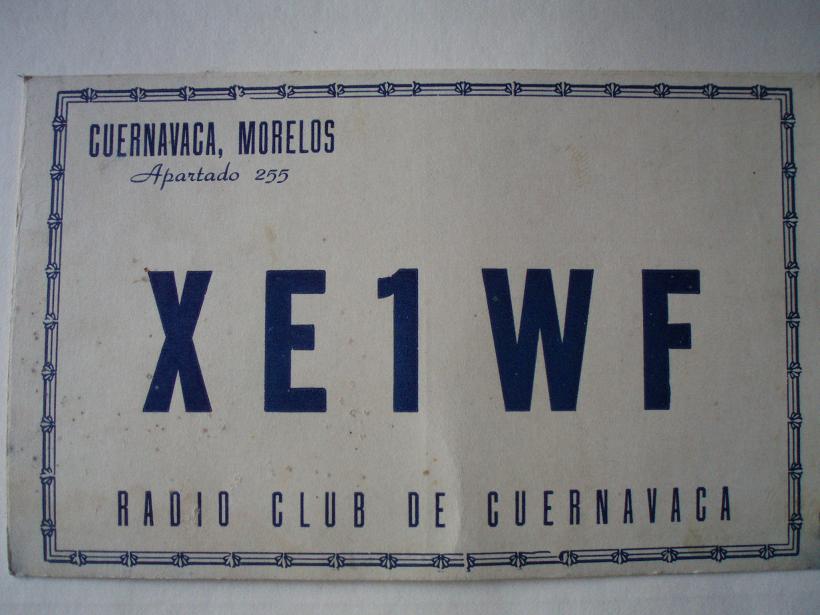 CUERNAVACA, MORELOS
Apartado 255
XE1WF
RADIO CLUB DE CUERNAVACA